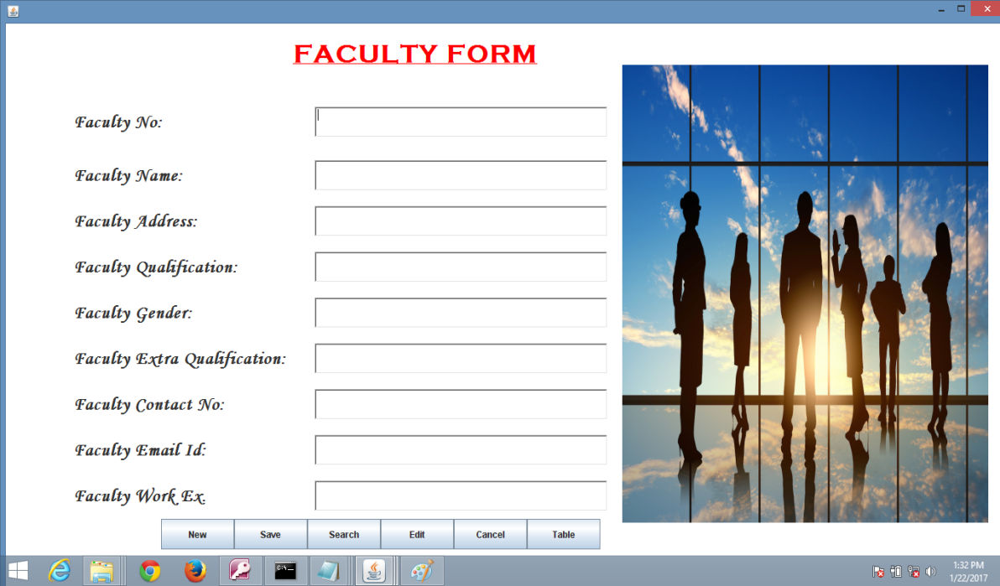 FACULTY FORM
Faculty No:
Faculty Name:
Faculty Address:
Faculty Qualification:
Faculty Gender:
Faculty Extra Qualification:
Faculty Contact No:
Faculty Email Id:
Faculty Work Ex.
New Save Search Edit Cancel Table
C:\_
1:32 PM
1/22/2017